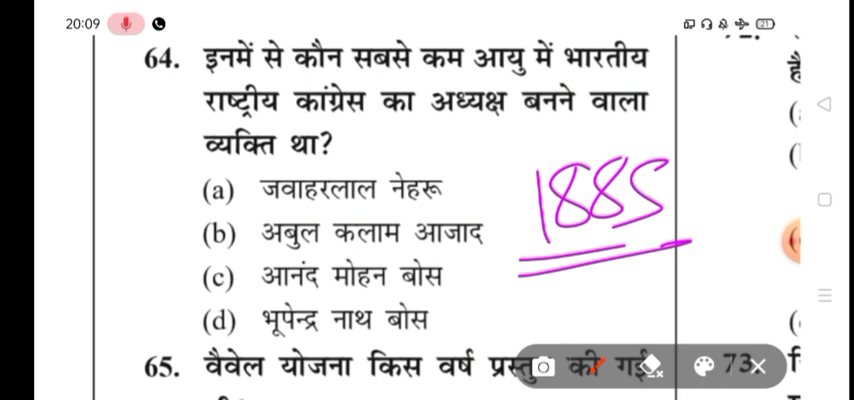 20:09
21
64. इनमें से कौन सबसे कम आयु में भारतीय
राष्ट्रीय कांग्रेस का अध्यक्ष बनने वाला
व्यक्ति था?
(a) जवाहरलाल नेहरू
(b) अबुल कलाम आजाद
(c) आनंद मोहन बोस
(d) भूपेन्द्र नाथ बोस
1885
65. वैवेल योजना किस वर्ष प्रस्तुत की गई
73.